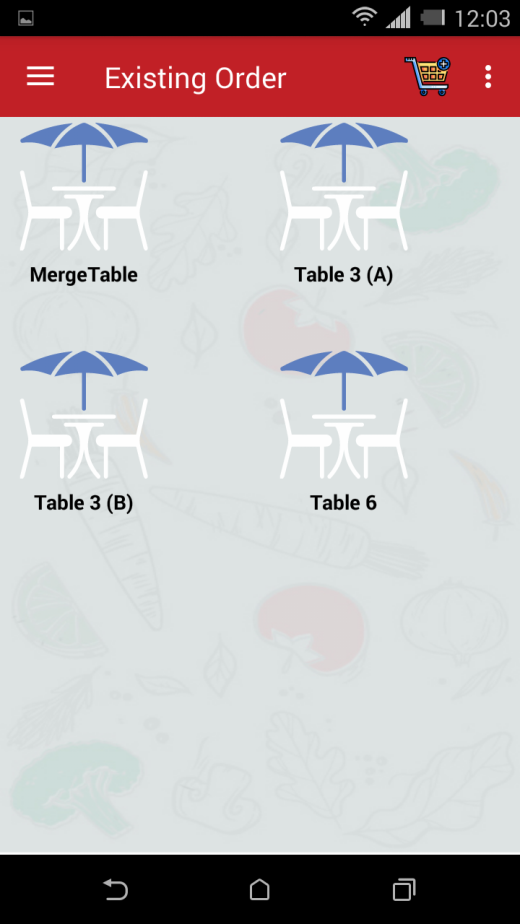 12:03
Existing Order
MergeTable
Table 3 (A)
Table 3 (B)
Table 6